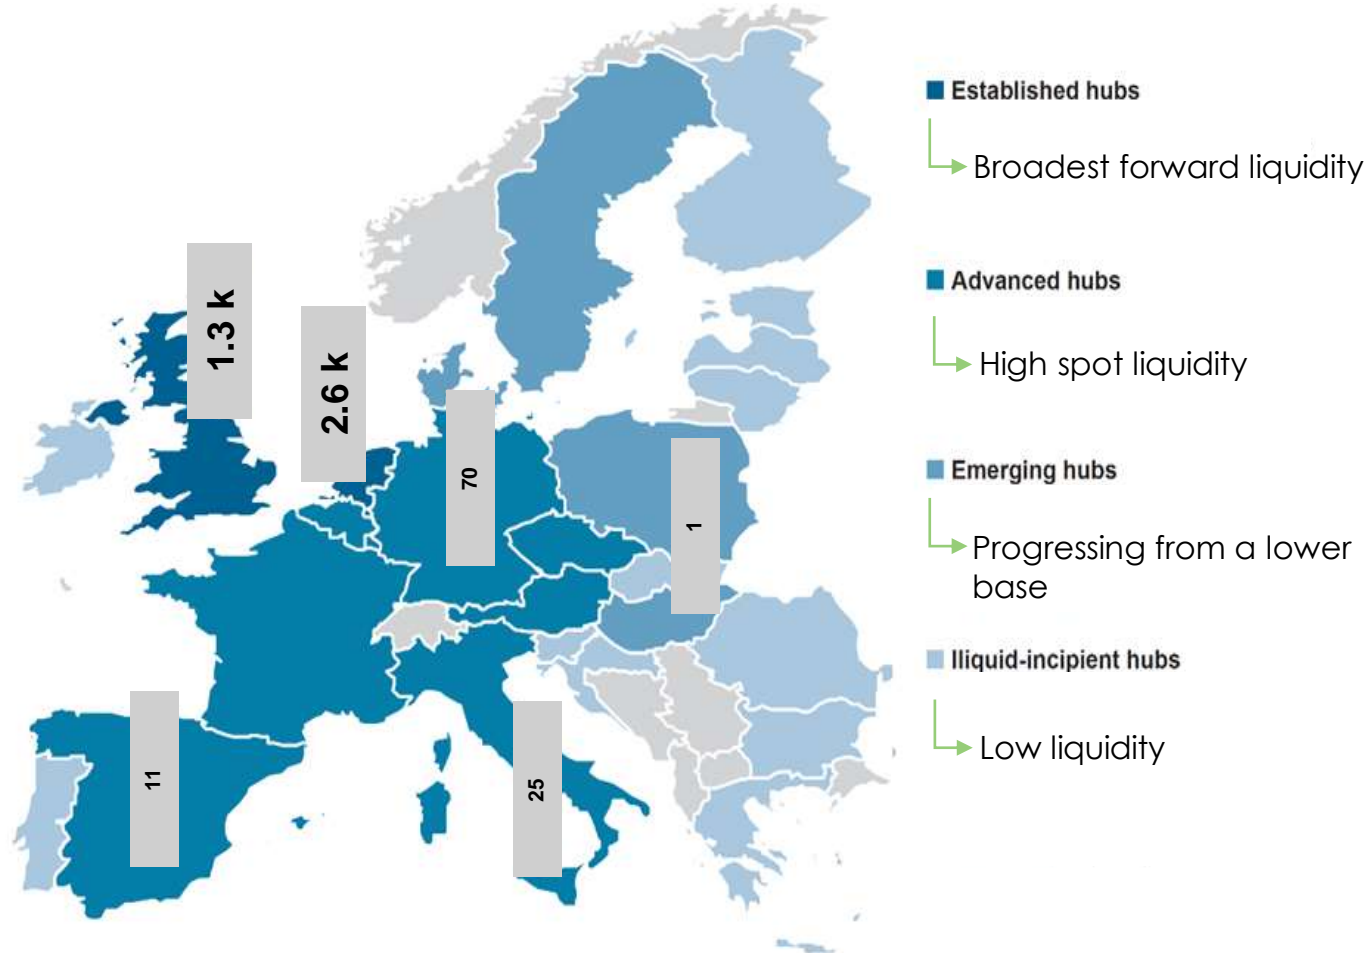 Established hubs
Broadest forward liquidity
1.3 k
Advanced hubs
2.6 k
High spot liquidity
70
1
Emerging hubs
Progressing from a lower
base
Iliquid-incipient hubs
Low liquidity
11
25